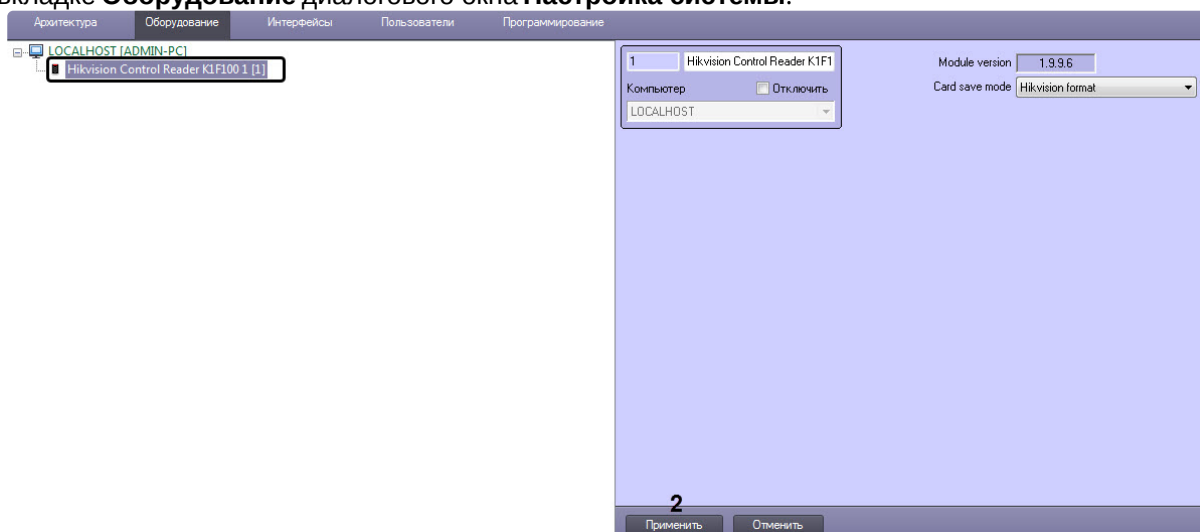 вкладке Оборудование диалогового окна Настройка системы.
Архитектура Оборудование Интерфейсы Пользователи Программирование
LOCALHOST [ADMIN-PC]
Hikvision Control Reader K1F100 1 [1]
1 Hikvision Control Reader K1F1
Компьютер Отключить
LOCALHOST
Module version 1.9.9.6
Card save mode Hikvision format
2
Применить Отменить